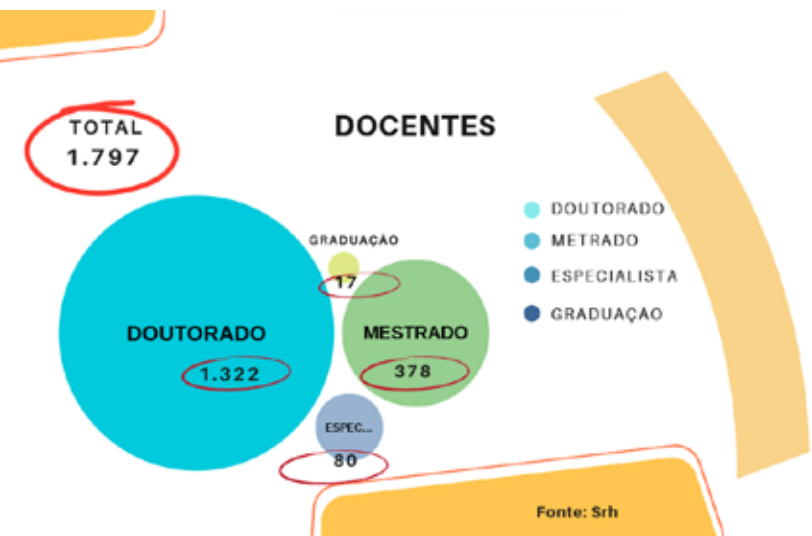 TOTAL
1.797
DOCENTES
DOUTORADO
METRADO
ESPECIALISTA
GRADUAÇÃO
GRADUAÇÃO
17
DOUTORADO
1.322
MESTRADO
378
ESPEC...
80
Fonte: Srh